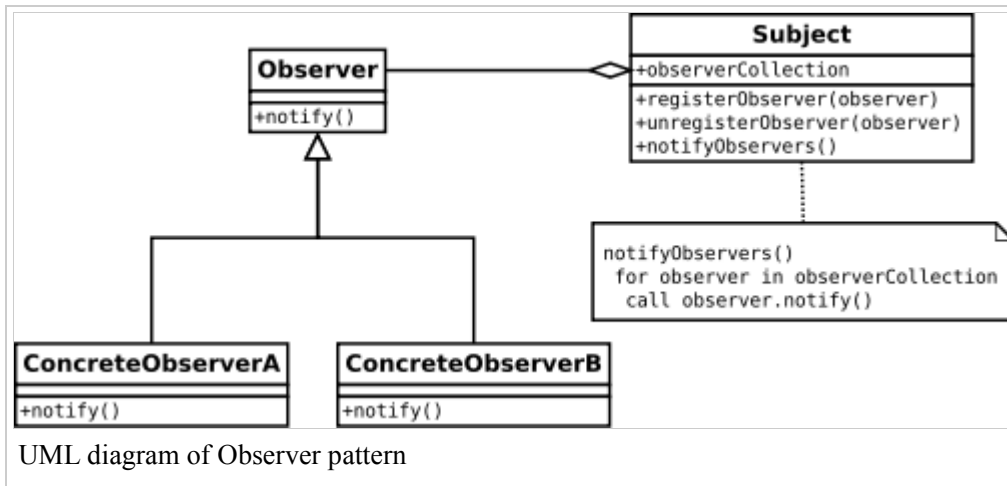 Observer
+notify()
Subject
+observerCollection
+registerObserver(observer)
+unregisterObserver(observer)
+notifyObservers()
notifyObservers()
for observer in observerCollection
call observer.notify()
ConcreteObserverA
+notify()
ConcreteObserverB
+notify()
UML diagram of Observer pattern